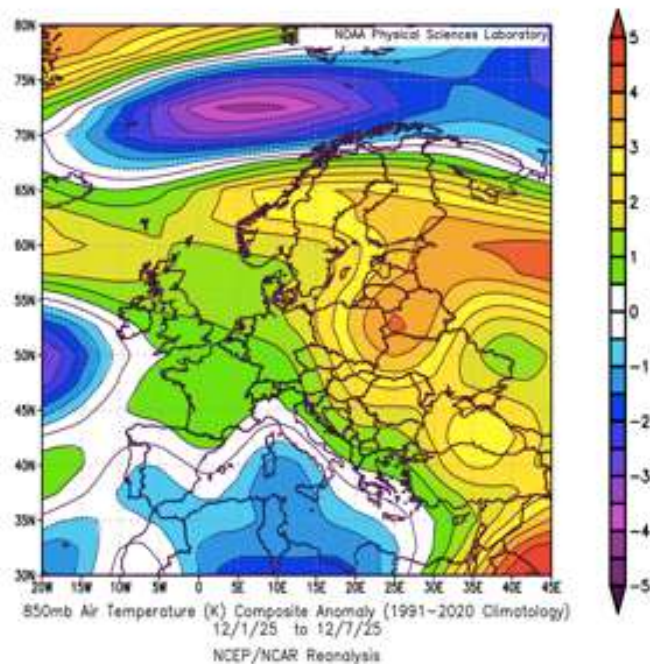 NOAA Physical Sciences Laboratory
80N
75N
70N
65N
60N
55N
50N
45N
40N
35N
30N
20W
15W
10W
5W
0
5E
10E
15E
20E
25E
30E
35E
40E
45E
5
4
3
2
1
0
-1
-2
-3
-4
-5
850mb Air Temperature (K) Composite Anomaly (1991-2020 Climatology)
12/1/25 to 12/7/25
NCEP/NCAR Reanalysis